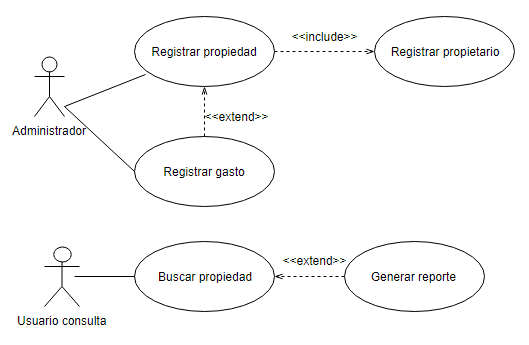 Registrar propiedad
<<include>>
Registrar propietario
Administrador
<<extend>>
Registrar gasto
Usuario consulta
Buscar propiedad
<<extend>>
Generar reporte